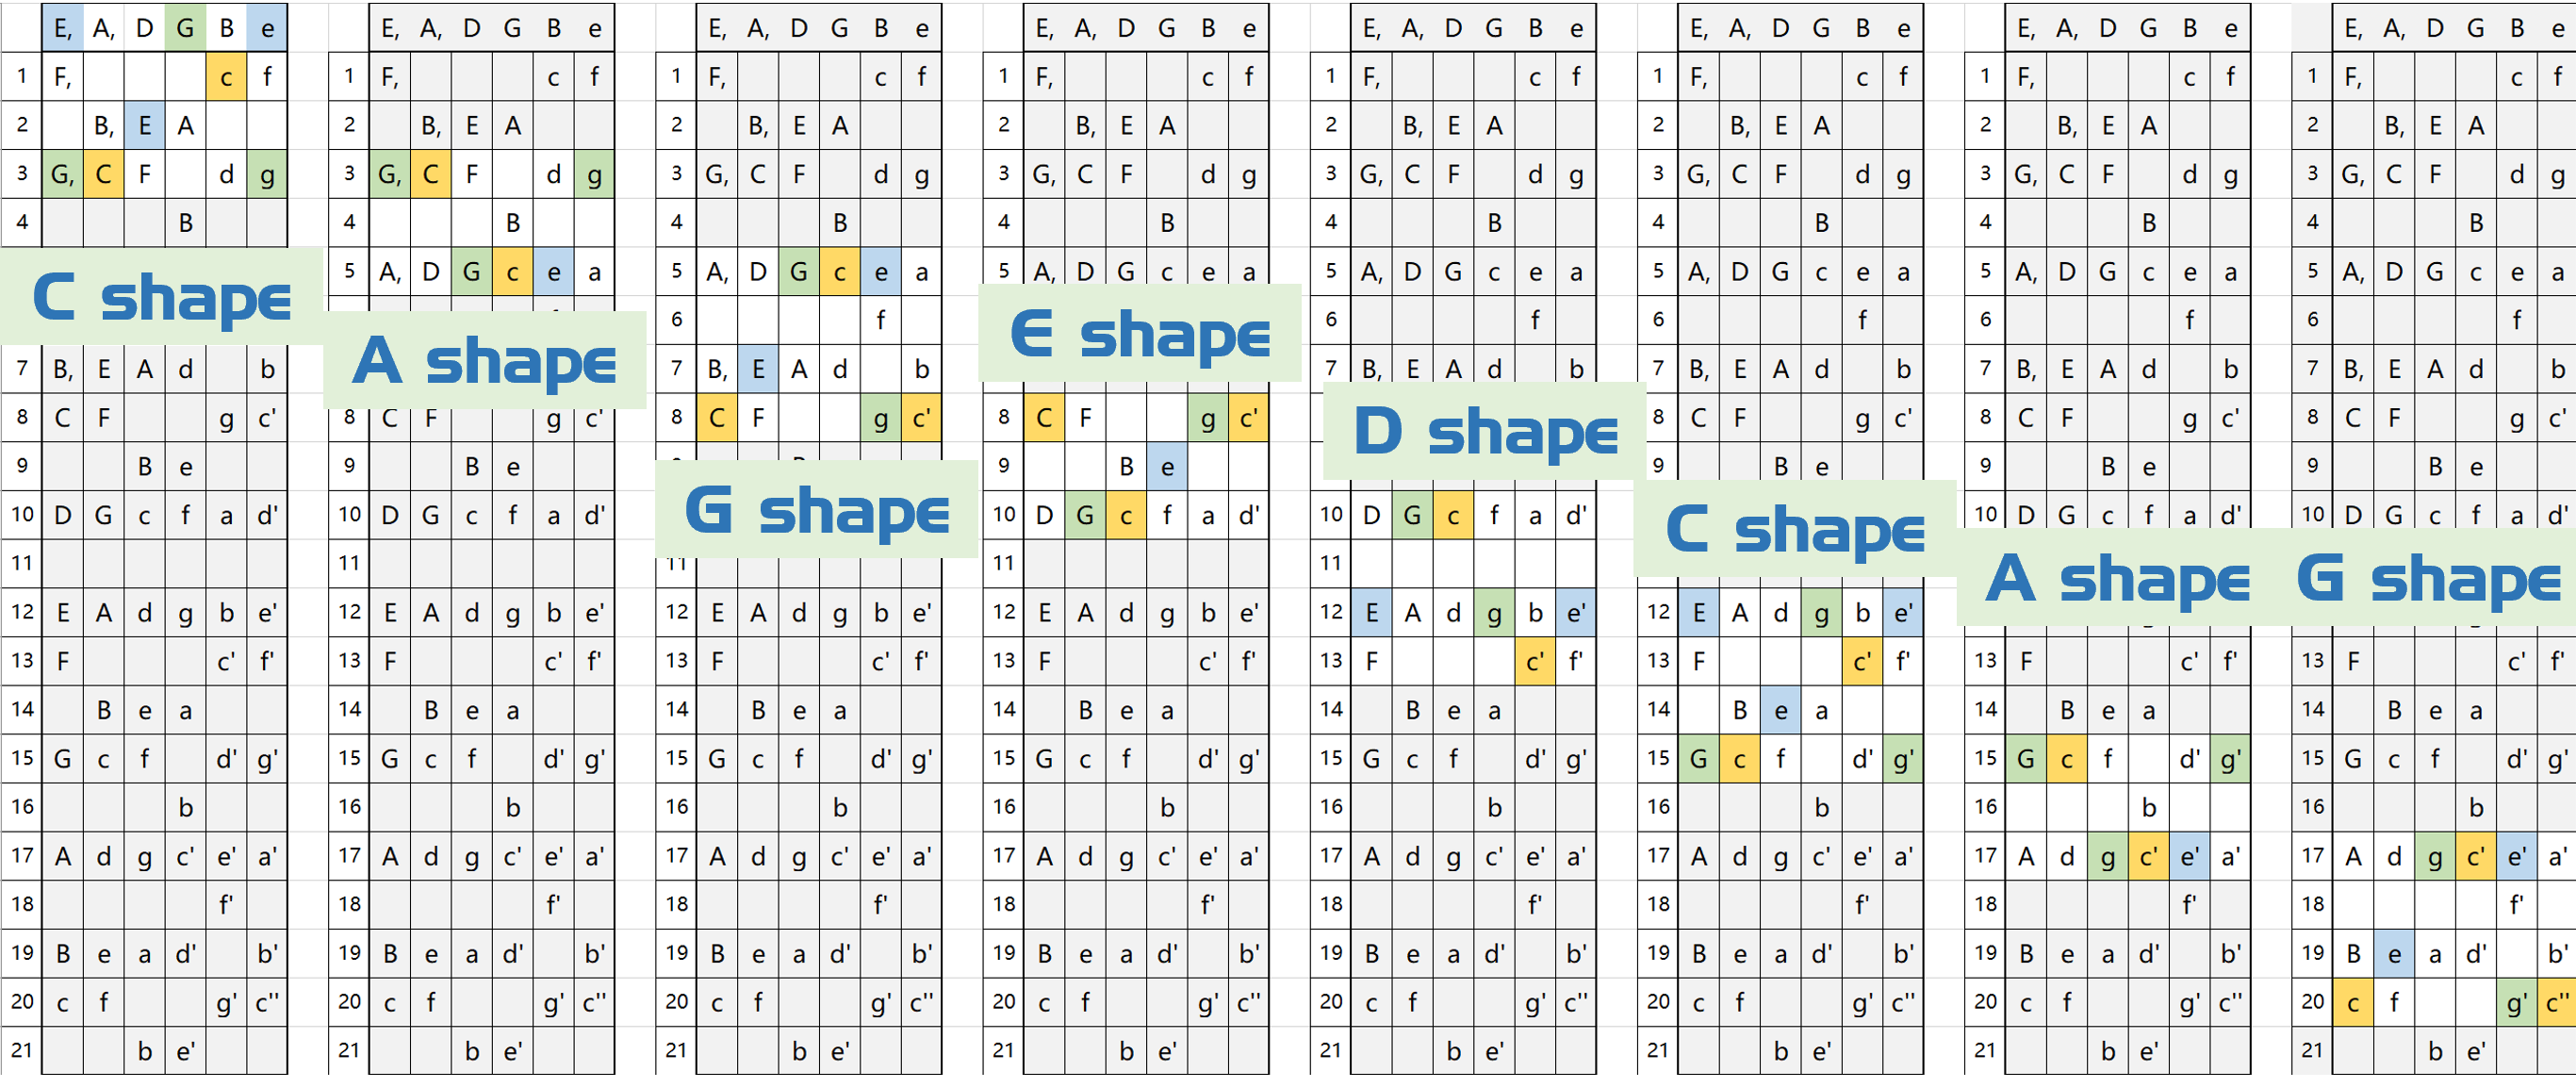 E, A, D G B e
1 F, c f
2 B, E A
3 G, C F d g
4 B
C shape
7 B, E A d b
8 C F g c'
9 B e
10 D G c f a d'
11
12 E A d g b e'
13 F c' f'
14 B e a
15 G c f d' g'
16 b
17 A d g c' e' a'
18 f'
19 B e a d' b'
20 c f g' c''
21 b e'
E, A, D G B e
1 F, c f
2 B, E A
3 G, C F d g
4 B
5 A, D G c e a
A shape
8 C F g c'
9 B e
10 D G c f a d'
11
12 E A d g b e'
13 F c' f'
14 B e a
15 G c f d' g'
16 b
17 A d g c' e' a'
18 f'
19 B e a d' b'
20 c f g' c''
21 b e'
E, A, D G B e
1 F, c f
2 B, E A
3 G, C F d g
4 B
5 A, D G c e a
6 f
7 B, E A d b
8 C F g c'
G shape
11
12 E A d g b e'
13 F c' f'
14 B e a
15 G c f d' g'
16 b
17 A d g c' e' a'
18 f'
19 B e a d' b'
20 c f g' c''
21 b e'
E, A, D G B e
1 F, c f
2 B, E A
3 G, C F d g
4 B
5 A, D G c e a
E shape
8 C F g c'
9 B e
10 D G c f a d'
11
12 E A d g b e'
13 F c' f'
14 B e a
15 G c f d' g'
16 b
17 A d g c' e' a'
18 f'
19 B e a d' b'
20 c f g' c''
21 b e'
E, A, D G B e
1 F, c f
2 B, E A
3 G, C F d g
4 B
5 A, D G c e a
6 f
7 B, E A d b
D shape
10 D G c f a d'
11
12 E A d g b e'
13 F c' f'
14 B e a
15 G c f d' g'
16 b
17 A d g c' e' a'
18 f'
19 B e a d' b'
20 c f g' c''
21 b e'
E, A, D G B e
1 F, c f
2 B, E A
3 G, C F d g
4 B
5 A, D G c e a
6 f
7 B, E A d b
8 C F g c'
9 B e
C shape
12 E A d g b e'
13 F c' f'
14 B e a
15 G c f d' g'
16 b
17 A d g c' e' a'
18 f'
19 B e a d' b'
20 c f g' c''
21 b e'
E, A, D G B e
1 F, c f
2 B, E A
3 G, C F d g
4 B
5 A, D G c e a
6 f
7 B, E A d b
8 C F g c'
9 B e
10 D G c f a d'
A shape
13 F c' f'
14 B e a
15 G c f d' g'
16 b
17 A d g c' e' a'
18 f'
19 B e a d' b'
20 c f g' c''
21 b e'
E, A, D G B e
1 F, c f
2 B, E A
3 G, C F d g
4 B
5 A, D G c e a
6 f
7 B, E A d b
8 C F g c'
9 B e
10 D G c f a d'
G shape
13 F c' f'
14 B e a
15 G c f d' g'
16 b
17 A d g c' e' a'
18 f'
19 B e a d' b'
20 c f g' c''
21 b e'